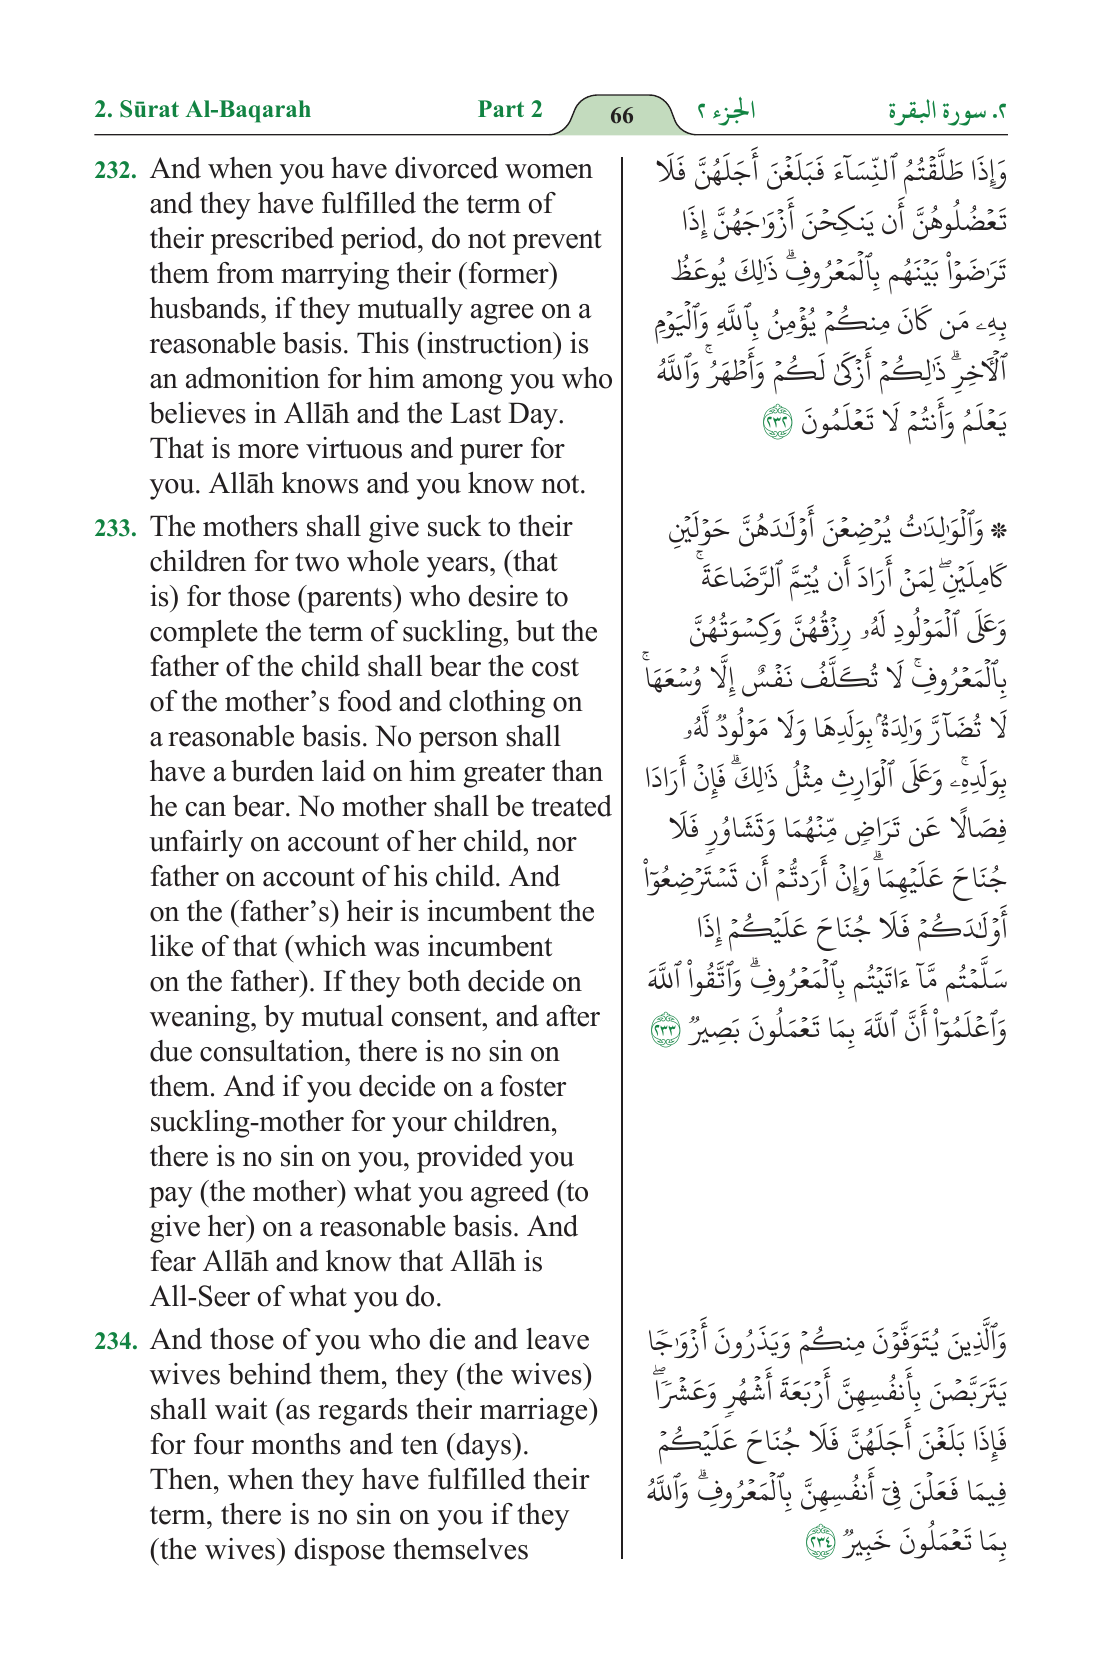 2. Sūrat Al-Baqarah
Part 2
66
الجزء ٢
٢. سورة البقرة
232. And when you have divorced women
and they have fulfilled the term of
their prescribed period, do not prevent
them from marrying their (former)
husbands, if they mutually agree on a
reasonable basis. This (instruction) is
an admonition for him among you who
believes in Allāh and the Last Day.
That is more virtuous and purer for
you. Allāh knows and you know not.
233. The mothers shall give suck to their
children for two whole years, (that
is) for those (parents) who desire to
complete the term of suckling, but the
father of the child shall bear the cost
of the mother’s food and clothing on
a reasonable basis. No person shall
have a burden laid on him greater than
he can bear. No mother shall be treated
unfairly on account of her child, nor
father on account of his child. And
on the (father’s) heir is incumbent the
like of that (which was incumbent
on the father). If they both decide on
weaning, by mutual consent, and after
due consultation, there is no sin on
them. And if you decide on a foster
suckling-mother for your children,
there is no sin on you, provided you
pay (the mother) what you agreed (to
give her) on a reasonable basis. And
fear Allāh and know that Allāh is
All-Seer of what you do.
234. And those of you who die and leave
wives behind them, they (the wives)
shall wait (as regards their marriage)
for four months and ten (days).
Then, when they have fulfilled their
term, there is no sin on you if they
(the wives) dispose themselves
وَإِذَا طَلَّقْتُمُ ٱلنِّسَآءَ فَبَلَغْنَ أَجَلَهُنَّ فَلَا
تَعْضُلُوهُنَّ أَن يَنكِحْنَ أَزْوَٰجَهُنَّ إِذَا
تَرَٰضَوْا۟ بَيْنَهُم بِٱلْمَعْرُوفِ ۗ ذَٰلِكَ يُوعَظُ
بِهِۦ مَن كَانَ مِنكُمْ يُؤْمِنُ بِٱللَّهِ وَٱلْيَوْمِ
ٱلْـَٔاخِرِ ۗ ذَٰلِكُمْ أَزْكَىٰ لَكُمْ وَأَطْهَرُ ۚ وَٱللَّهُ
يَعْلَمُ وَأَنتُمْ لَا تَعْلَمُونَ ٢٣٢
* وَٱلْوَٰلِدَٰتُ يُرْضِعْنَ أَوْلَـٰدَهُنَّ حَوْلَيْنِ
كَامِلَيْنِ ۖ لِمَنْ أَرَادَ أَن يُتِمَّ ٱلرَّضَاعَةَ ۚ
وَعَلَى ٱلْمَوْلُودِ لَهُۥ رِزْقُهُنَّ وَكِسْوَتُهُنَّ
بِٱلْمَعْرُوفِ ۚ لَا تُكَلَّفُ نَفْسٌ إِلَّا وُسْعَهَا ۚ
لَا تُضَآرَّ وَٰلِدَةٌۢ بِوَلَدِهَا وَلَا مَوْلُودٌ لَّهُۥ
بِوَلَدِهِۦ ۚ وَعَلَى ٱلْوَارِثِ مِثْلُ ذَٰلِكَ ۗ فَإِنْ أَرَادَا
فِصَالًا عَن تَرَاضٍ مِّنْهُمَا وَتَشَاوُرٍ فَلَا
جُنَاحَ عَلَيْهِمَا ۗ وَإِنْ أَرَدتُّمْ أَن تَسْتَرْضِعُوٓا۟
أَوْلَـٰدَكُمْ فَلَا جُنَاحَ عَلَيْكُمْ إِذَا
سَلَّمْتُم مَّآ ءَاتَيْتُم بِٱلْمَعْرُوفِ ۗ وَٱتَّقُوا۟ ٱللَّهَ
وَٱعْلَمُوٓا۟ أَنَّ ٱللَّهَ بِمَا تَعْمَلُونَ بَصِيرٌ ٢٣٣
وَٱلَّذِينَ يُتَوَفَّوْنَ مِنكُمْ وَيَذَرُونَ أَزْوَٰجًا
يَتَرَبَّصْنَ بِأَنفُسِهِنَّ أَرْبَعَةَ أَشْهُرٍ وَعَشْرًا ۖ
فَإِذَا بَلَغْنَ أَجَلَهُنَّ فَلَا جُنَاحَ عَلَيْكُمْ
فِيمَا فَعَلْنَ فِىٓ أَنفُسِهِنَّ بِٱلْمَعْرُوفِ ۗ وَٱللَّهُ
بِمَا تَعْمَلُونَ خَبِيرٌ ٢٣٤